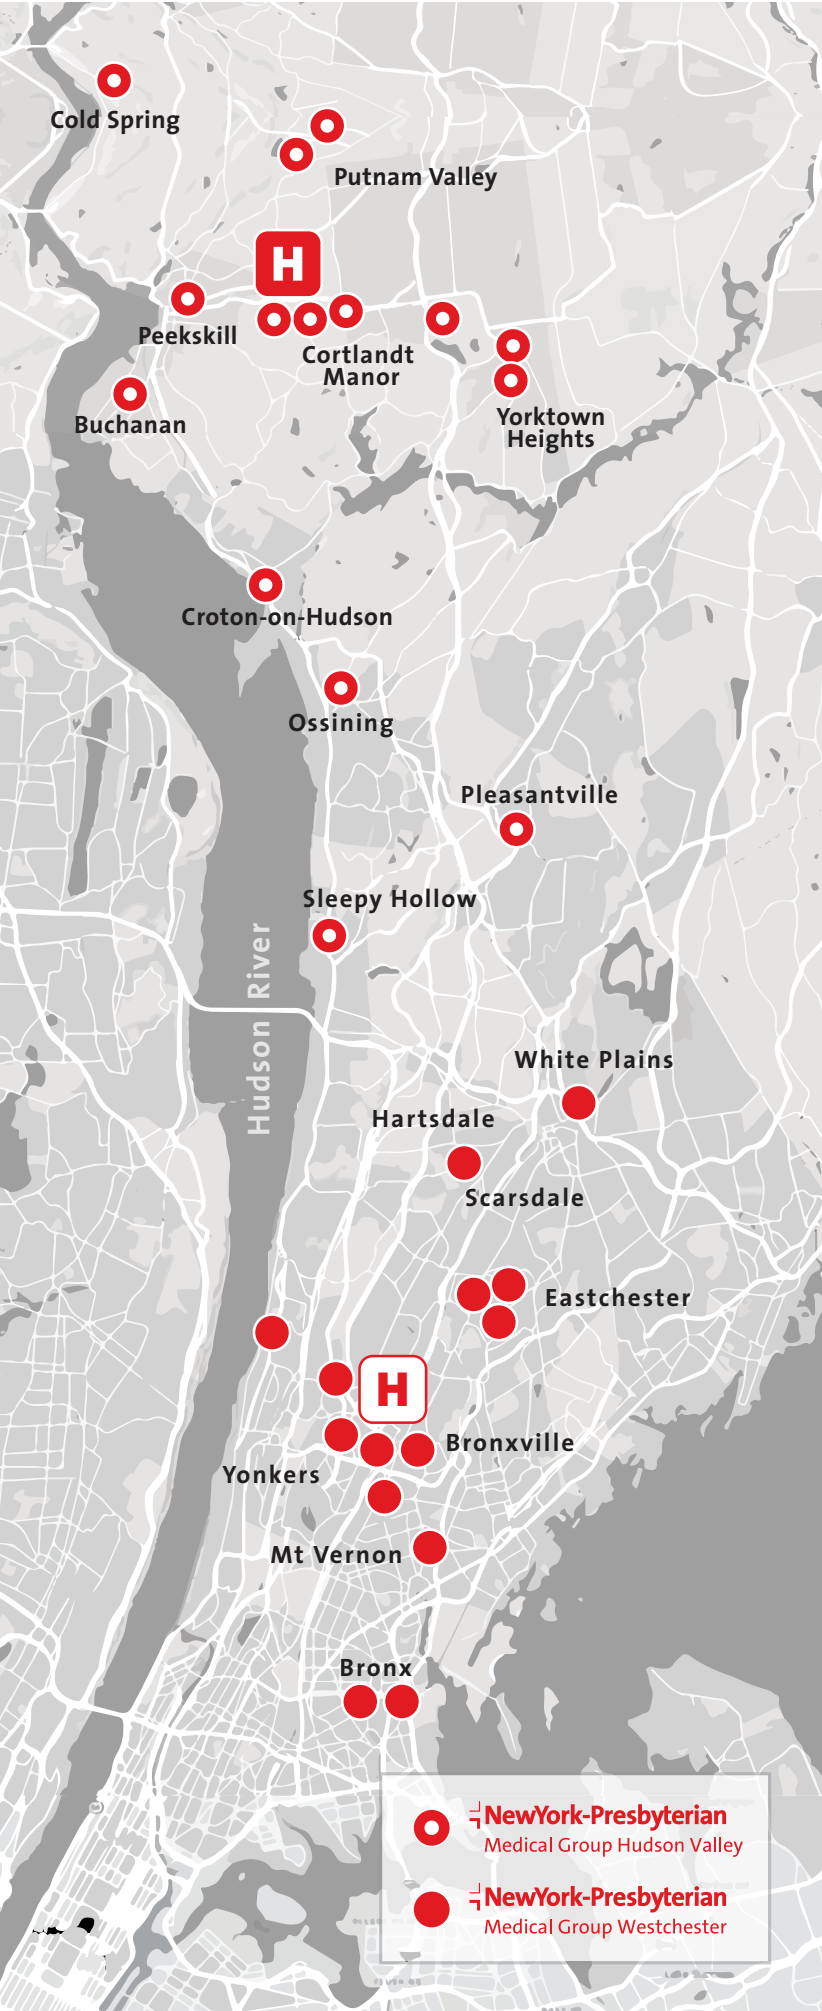 Cold Spring
Putnam Valley
H
Peekskill
Cortlandt
Manor
Buchanan
Yorktown
Heights
Croton-on-Hudson
Ossining
Pleasantville
Sleepy Hollow
Hudson River
White Plains
Hartsdale
Scarsdale
Eastchester
H
Bronxville
Yonkers
Mt Vernon
Bronx
NewYork-Presbyterian
Medical Group Hudson Valley
NewYork-Presbyterian
Medical Group Westchester